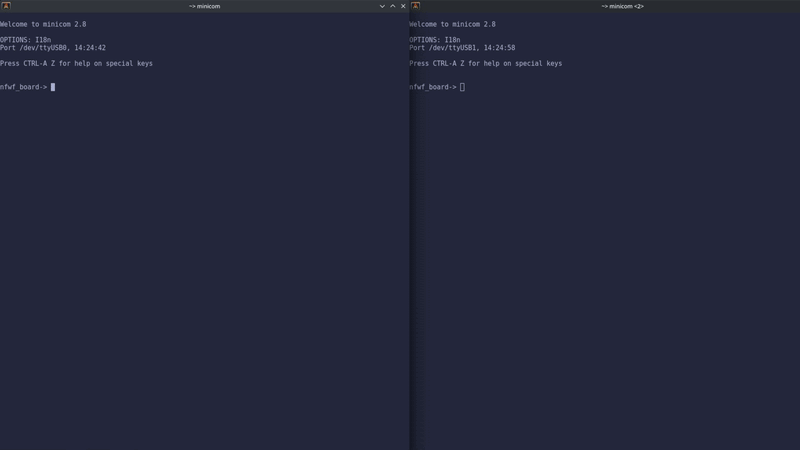 ~> minicom
Welcome to minicom 2.8
OPTIONS: I18n
Port /dev/ttyUSB0, 14:24:42
Press CTRL-A Z for help on special keys
nfwf_board->
~> minicom <2>
Welcome to minicom 2.8
OPTIONS: I18n
Port /dev/ttyUSB1, 14:24:58
Press CTRL-A Z for help on special keys
nfwf_board->